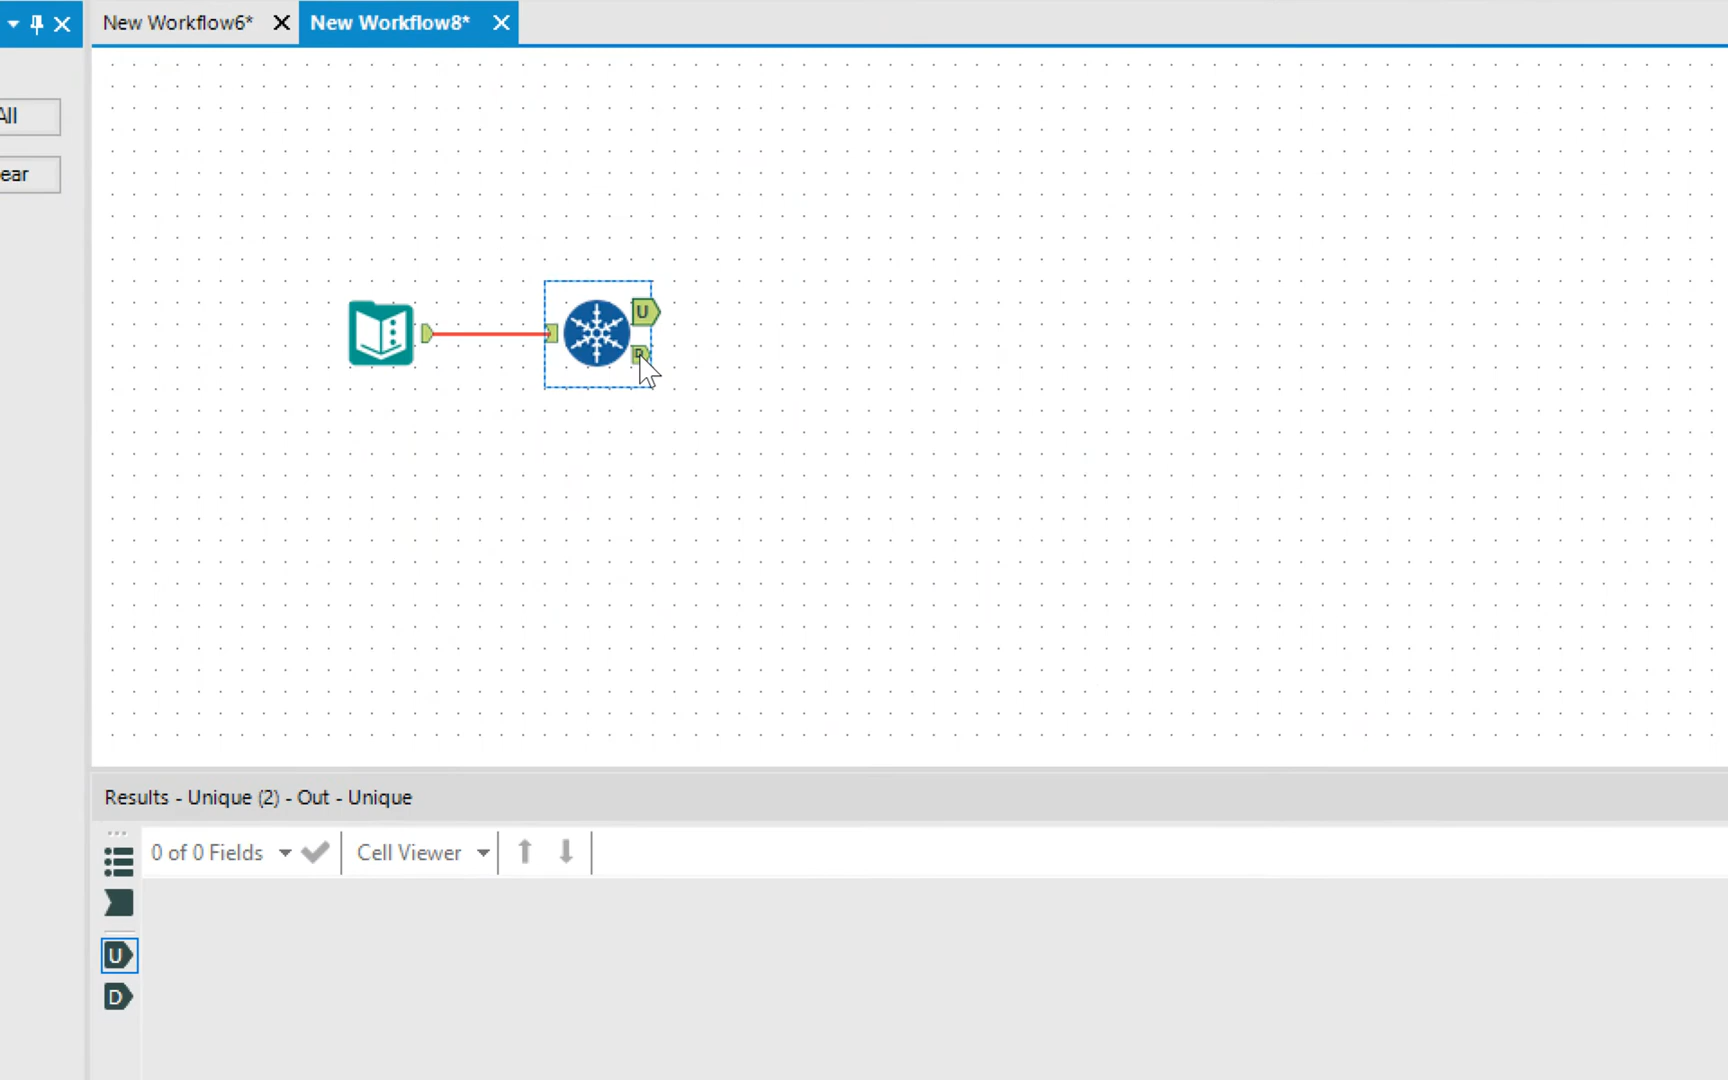 New Workflow6*
New Workflow8*
All
ear
U
D
Results - Unique (2) - Out - Unique
0 of 0 Fields
Cell Viewer
U
D